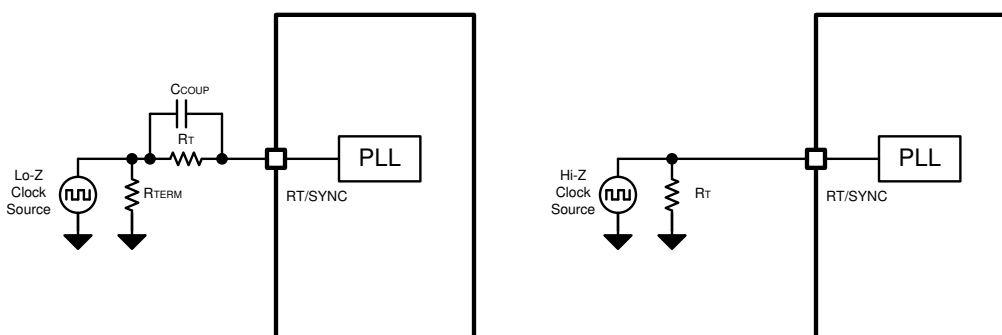 CCOUP
RT
PLL
Lo-Z
Clock
Source
RTERM
RT/SYNC
Hi-Z
Clock
Source
RT
PLL
RT/SYNC